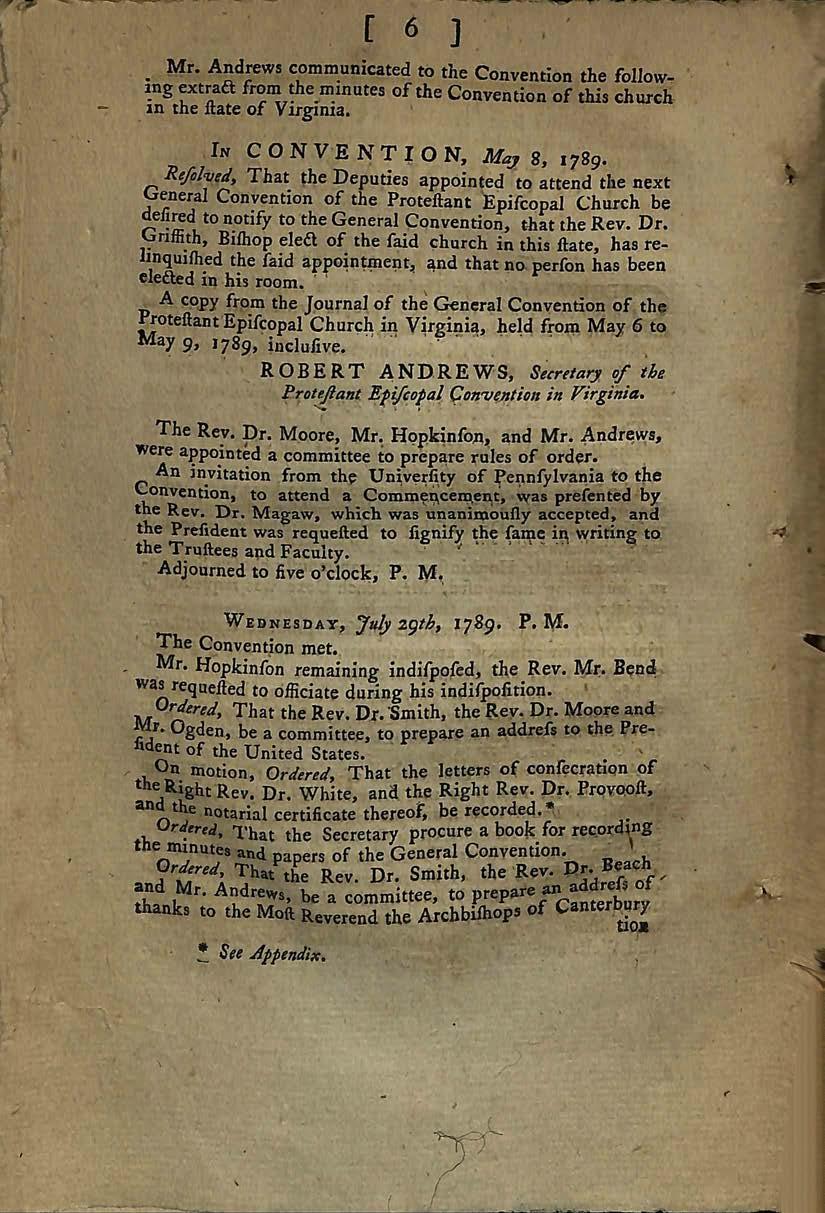 [ 6 ]
Mr. Andrews communicated to the Convention the follow-
ing extract from the minutes of the Convention of this church
in the ſtate of Virginia.
IN CONVENTION, May 8, 1789.
Reſolved, That the Deputies appointed to attend the next
General Convention of the Proteſtant Epiſcopal Church be
deſired to notify to the General Convention, that the Rev. Dr.
Griffith, Biſhop elect of the ſaid church in this ſtate, has re-
linquiſhed the ſaid appointment, and that no perſon has been
elected in his room.
A copy from the Journal of the General Convention of the
Proteſtant Epiſcopal Church in Virginia, held from May 6 to
May 9, 1789, incluſive.
ROBERT ANDREWS, Secretary of the
Proteſtant Epiſcopal Convention in Virginia.
The Rev. Dr. Moore, Mr. Hopkinſon, and Mr. Andrews,
were appointed a committee to prepare rules of order.
An invitation from the Univerſity of Pennſylvania to the
Convention, to attend a Commencement, was preſented by
the Rev. Dr. Magaw, which was unanimouſly accepted, and
the Preſident was requeſted to ſignify the ſame in writing to
the Truſtees and Faculty.
Adjourned to five o'clock, P. M.
WEDNESDAY, July 29th, 1789. P. M.
The Convention met.
Mr. Hopkinſon remaining indiſpoſed, the Rev. Mr. Bend
was requeſted to officiate during his indiſpoſition.
Ordered, That the Rev. Dr. Smith, the Rev. Dr. Moore and
Mr. Ogden, be a committee, to prepare an addreſs to the Pre-
ſident of the United States.
On motion, Ordered, That the letters of conſecration of
the Right Rev. Dr. White, and the Right Rev. Dr. Provooſt,
and the notarial certificate thereof, be recorded.*
Ordered, That the Secretary procure a book for recording
the minutes and papers of the General Convention.
Ordered, That the Rev. Dr. Smith, the Rev. Dr. Beach
and Mr. Andrews, be a committee, to prepare an addreſs of
thanks to the Moſt Reverend the Archbiſhops of Canterbury
tion
* See Appendix.